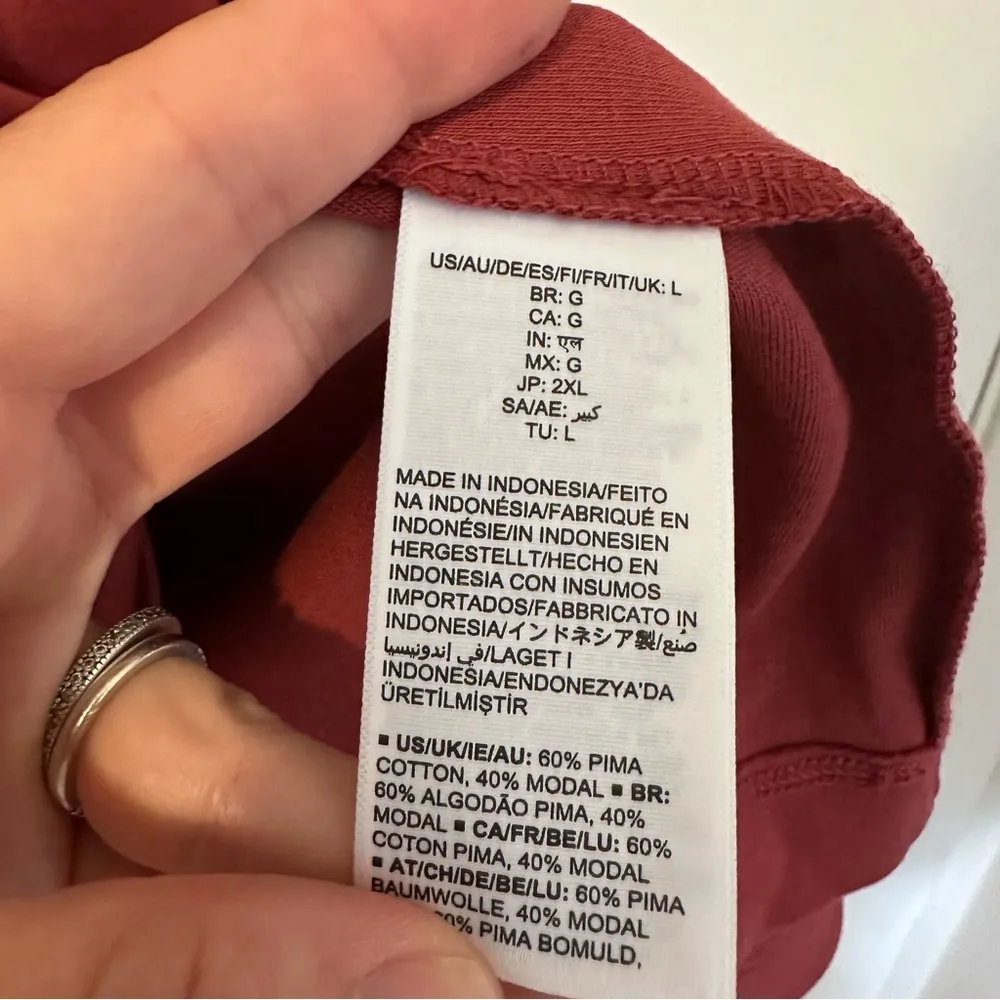 US/AU/DE/ES/FI/FR/IT/UK: L
BR: G
CA: G
IN: एल
MX: G
JP: 2XL
SA/AE: كبير
TU: L
MADE IN INDONESIA/FEITO
NA INDONÉSIA/FABRIQUÉ EN
INDONÉSIE/IN INDONESIEN
HERGESTELLT/HECHO EN
INDONESIA CON INSUMOS
IMPORTADOS/FABBRICATO IN
INDONESIA/インドネシア製/صنع
في إندونيسيا/LAGET I
INDONESIA/ENDONEZYA'DA
ÜRETİLMİŞTİR
▪ US/UK/IE/AU: 60% PIMA
COTTON, 40% MODAL ▪ BR:
60% ALGODÃO PIMA, 40%
MODAL ▪ CA/FR/BE/LU: 60%
COTON PIMA, 40% MODAL
▪ AT/CH/DE/BE/LU: 60% PIMA
BAUMWOLLE, 40% MODAL
PIMA BOMULD,